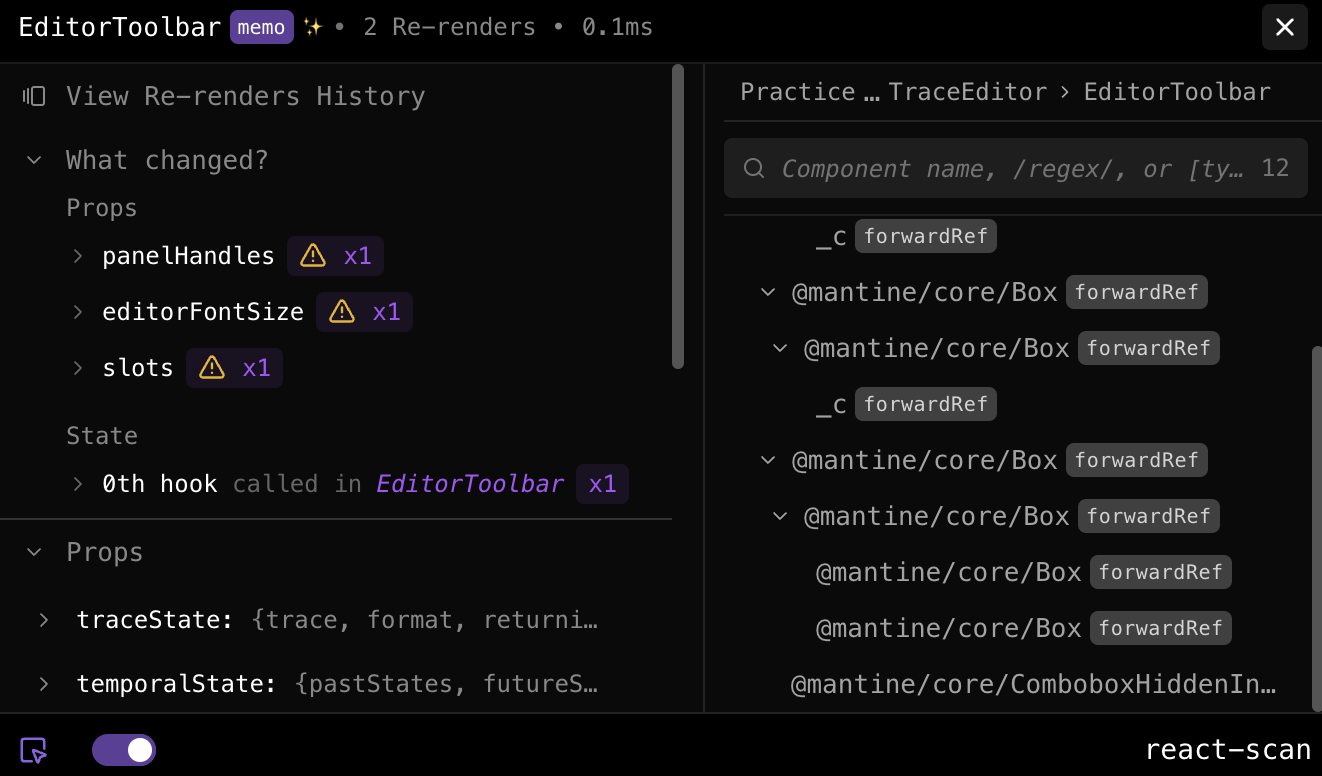 EditorToolbar memo ✨ • 2 Re-renders • 0.1ms
View Re-renders History
What changed?
Props
panelHandles x1
editorFontSize x1
slots x1
State
0th hook called in EditorToolbar x1
Props
traceState: {trace, format, returni…
temporalState: {pastStates, futureS…
Practice … TraceEditor > EditorToolbar
Component name, /regex/, or [ty… 12
_c forwardRef
@mantine/core/Box forwardRef
@mantine/core/Box forwardRef
_c forwardRef
@mantine/core/Box forwardRef
@mantine/core/Box forwardRef
@mantine/core/Box forwardRef
@mantine/core/Box forwardRef
@mantine/core/ComboboxHiddenIn…
react-scan